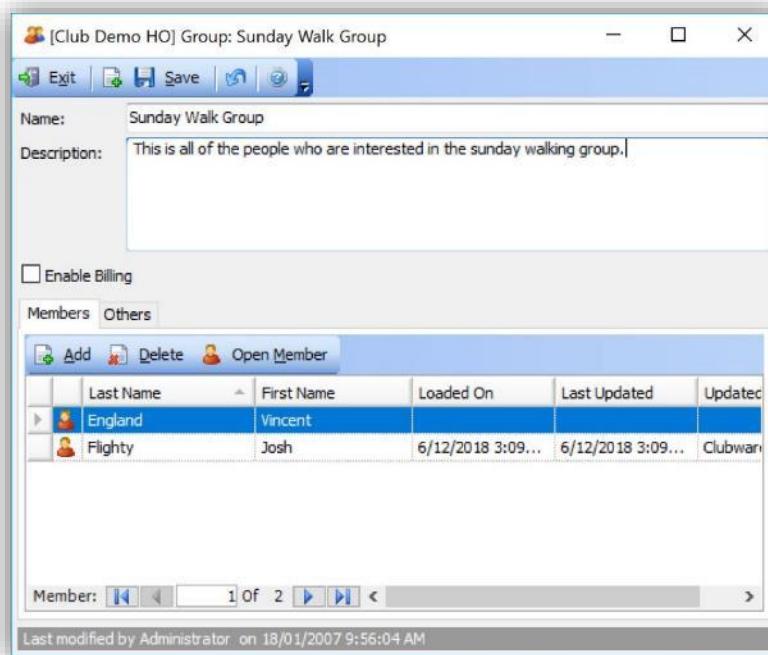 [Club Demo HO] Group: Sunday Walk Group
Exit Save
Name: Sunday Walk Group
Description: This is all of the people who are interested in the sunday walking group.
Enable Billing
Members Others
Add Delete Open Member
Last Name First Name Loaded On Last Updated Updated
England Vincent
Flighty Josh 6/12/2018 3:09... 6/12/2018 3:09... Clubwar
Member: 1 Of 2
Last modified by Administrator on 18/01/2007 9:56:04 AM